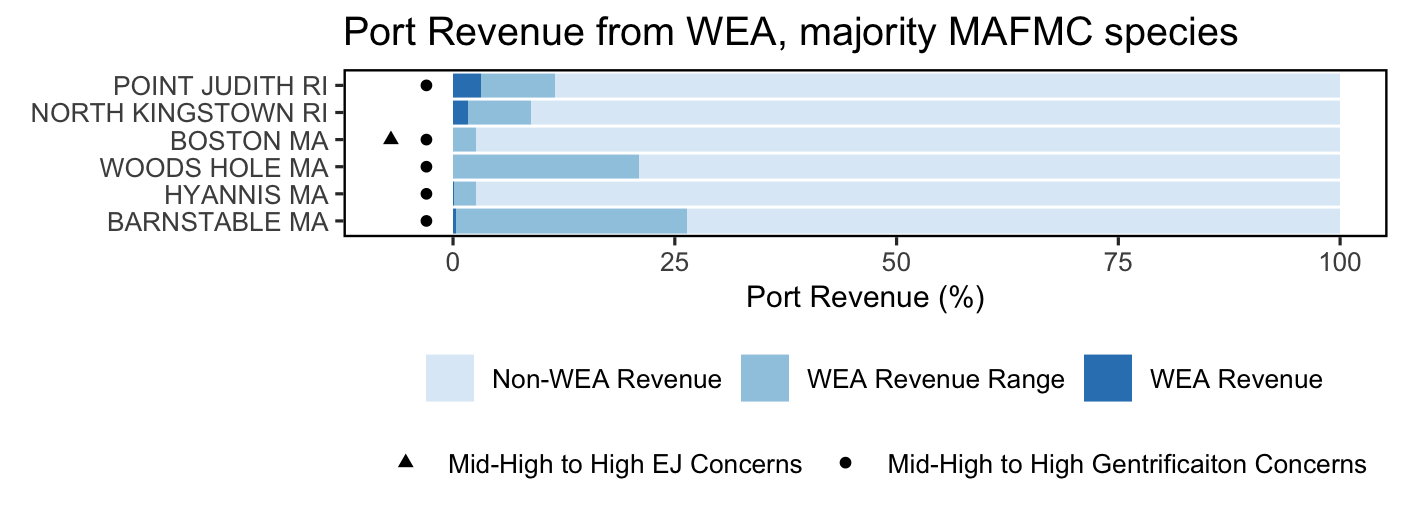 Port Revenue from WEA, majority MAFMC species
POINT JUDITH RI
NORTH KINGSTOWN RI
BOSTON MA
WOODS HOLE MA
HYANNIS MA
BARNSTABLE MA
0 25 50 75 100
Port Revenue (%)
Non-WEA Revenue WEA Revenue Range WEA Revenue
Mid-High to High EJ Concerns Mid-High to High Gentrificaiton Concerns